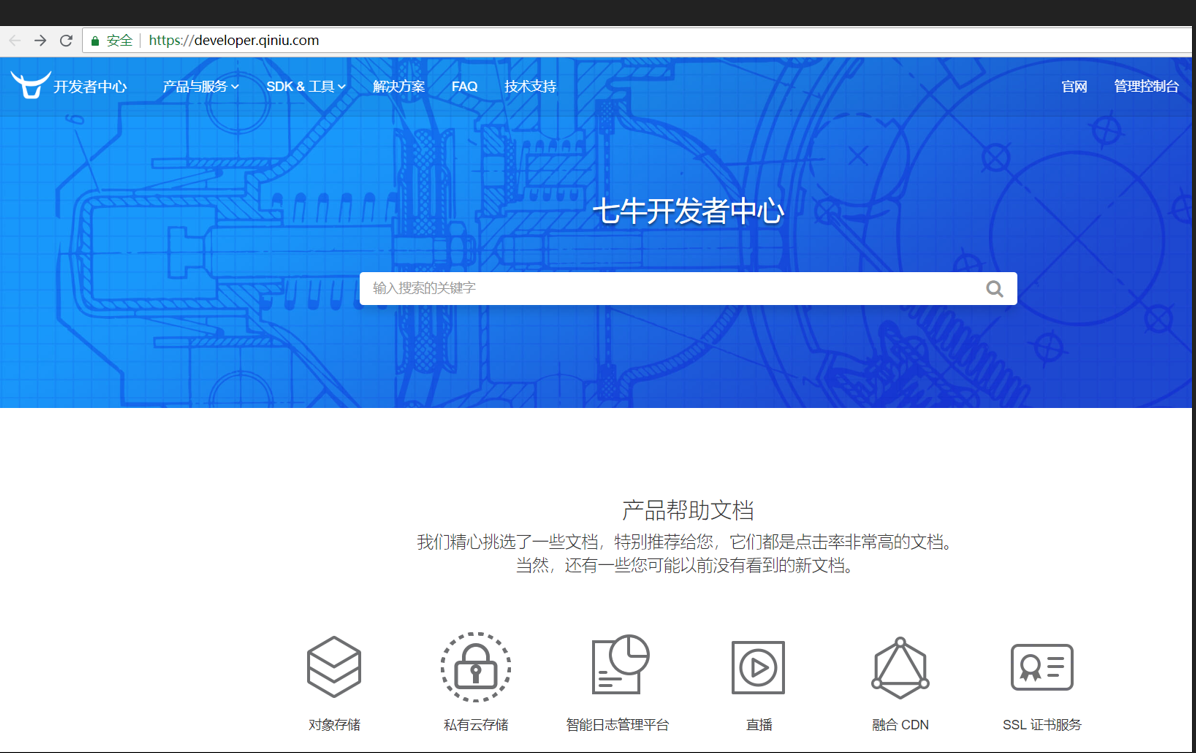 安全 https://developer.qiniu.com
开发者中心 产品与服务 SDK & 工具 解决方案 FAQ 技术支持 官网 管理控制台
七牛开发者中心
输入搜索的关键字
产品帮助文档
我们精心挑选了一些文档，特别推荐给您，它们都是点击率非常高的文档。
当然，还有一些您可能以前没有看到的新文档。
对象存储 私有云存储 智能日志管理平台 直播 融合 CDN SSL 证书服务